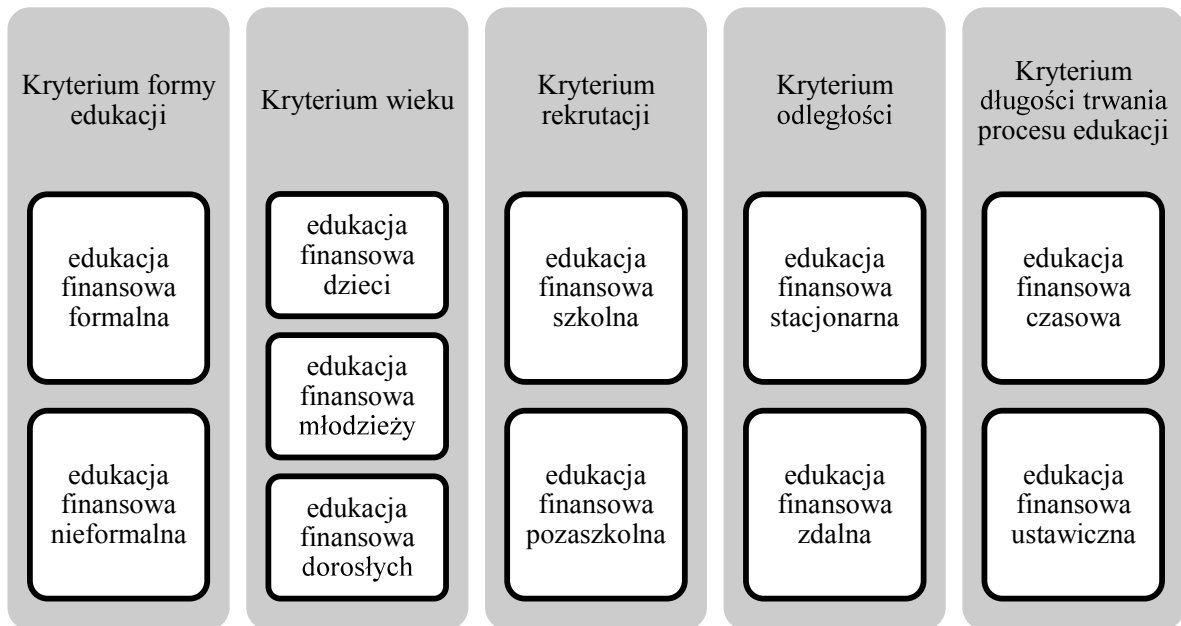 Kryterium formy
edukacji
edukacja
finansowa
formalna
edukacja
finansowa
nieformalna
Kryterium wieku
edukacja
finansowa
dzieci
edukacja
finansowa
młodzieży
edukacja
finansowa
dorosłych
Kryterium
rekrutacji
edukacja
finansowa
szkolna
edukacja
finansowa
pozaszkolna
Kryterium
odległości
edukacja
finansowa
stacjonarna
edukacja
finansowa
zdalna
Kryterium
długości trwania
procesu edukacji
edukacja
finansowa
czasowa
edukacja
finansowa
ustawiczna